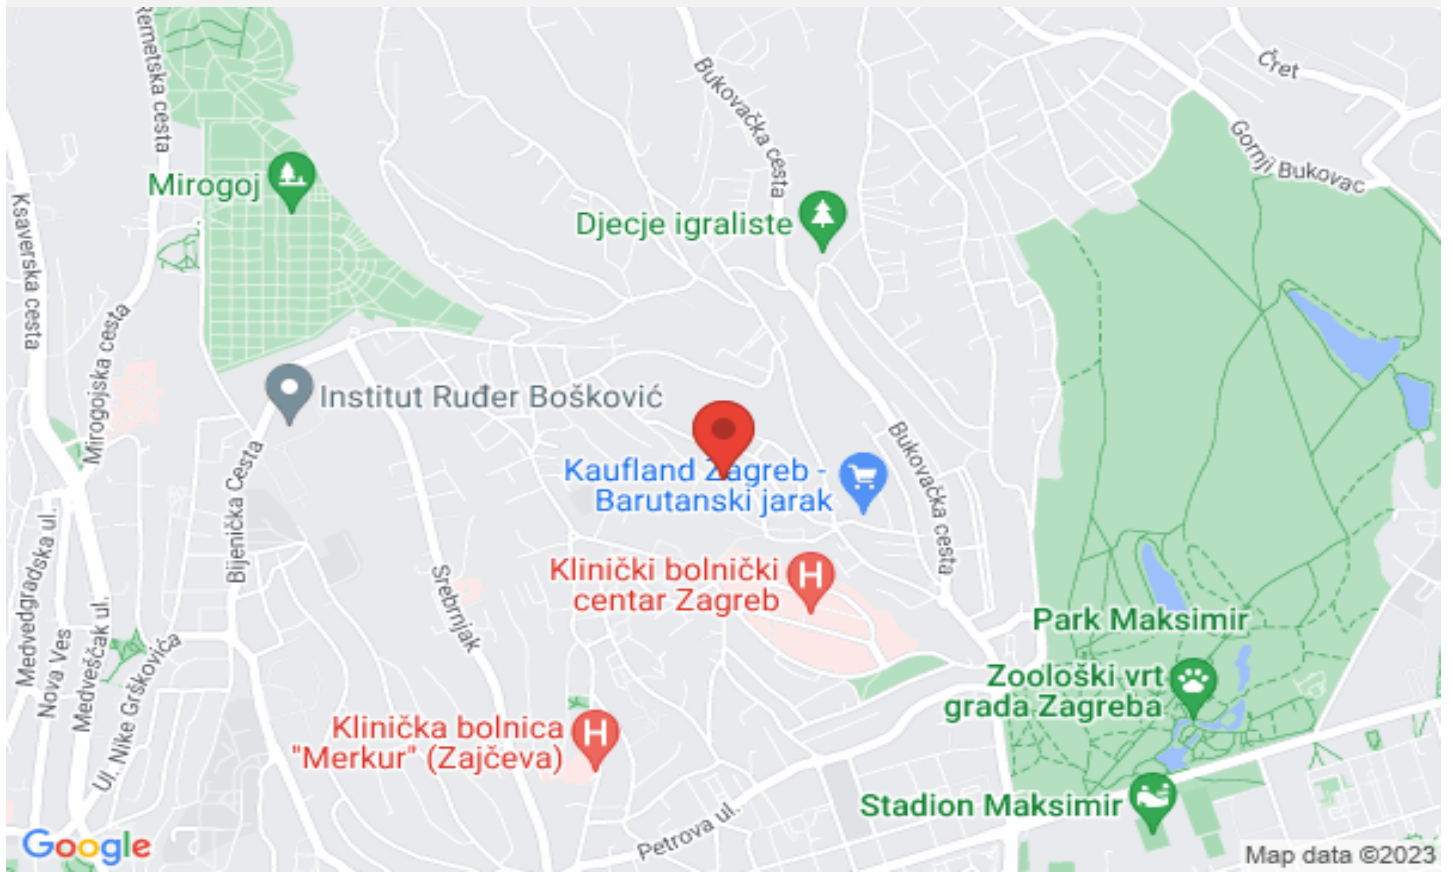 Remetska cesta
Bukovačka cesta
Čret
Gornji Bukovac
Mirogoj
Ksaverska cesta
Djecje igraliste
Mirogojska cesta
Institut Ruđer Bošković
Bukovačka cesta
Kaufland Zagreb -
Barutanski jarak
Bijenička Cesta
Medvedgradska ul.
Srebrnjak
Klinički bolnički
centar Zagreb
Park Maksimir
Nova Ves
Medveščak ul.
Ul. Nike Grškovića
Zoološki vrt
grada Zagreba
Klinička bolnica
"Merkur" (Zajčeva)
Stadion Maksimir
Petrova ul.
Google
Map data ©2023